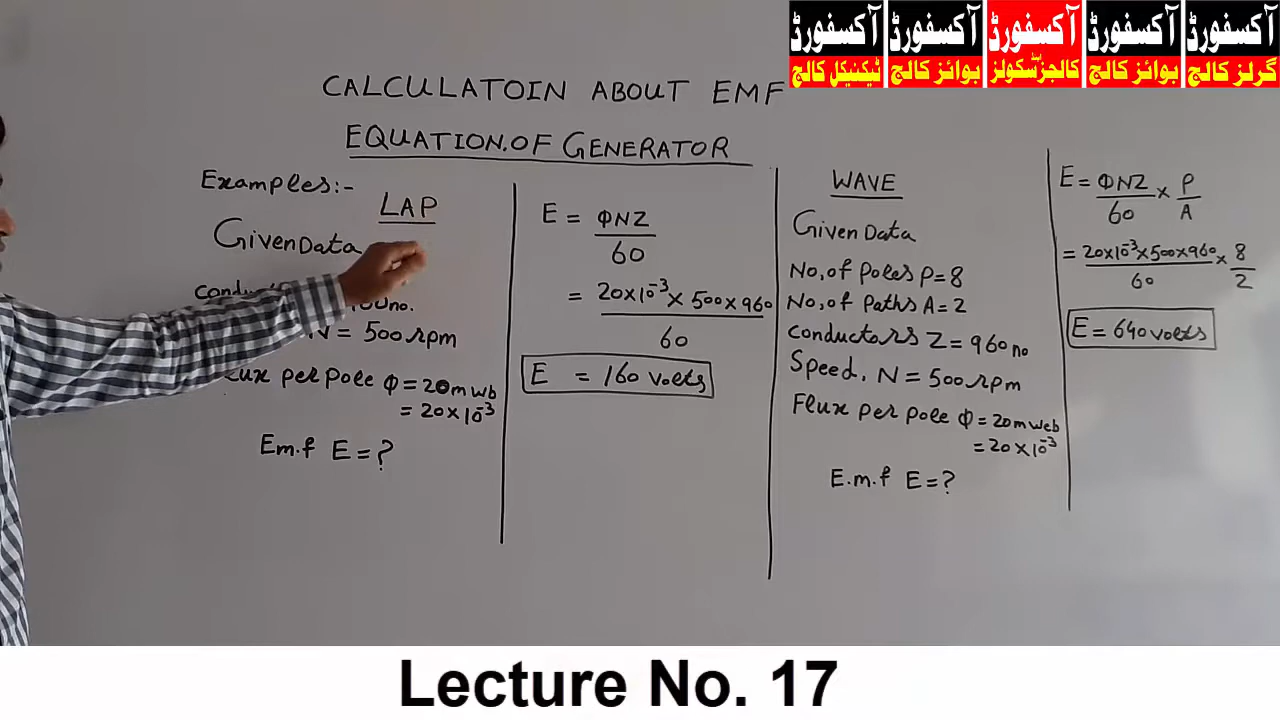 آکسفورڈ آکسفورڈ آکسفورڈ آکسفورڈ آکسفورڈ
ٹیکنیکل کالج بوائز کالج کالجز سکولز بوائز کالج گرلز کالج
CALCULATOIN ABOUT EMF
EQUATION.OF GENERATOR
Examples:-
LAP
Given Data
N = 500 rpm
per Pole Φ = 20m wb
= 20×10⁻³
Em.f E = ?
E = ΦNZ
60
= 20×10⁻³ × 500 × 960
60
E = 160 volts
WAVE
Given Data
No, of Poles P = 8
No, of Paths A = 2
conductors Z = 960 no
Speed, N = 500 rpm
Flux per pole Φ = 20m web
= 20 × 10⁻³
E.m.f E = ?
E = ΦNZ × P
60 A
= 20×10⁻³×500×960 × 8
60 2
E = 640 volts
Lecture No. 17